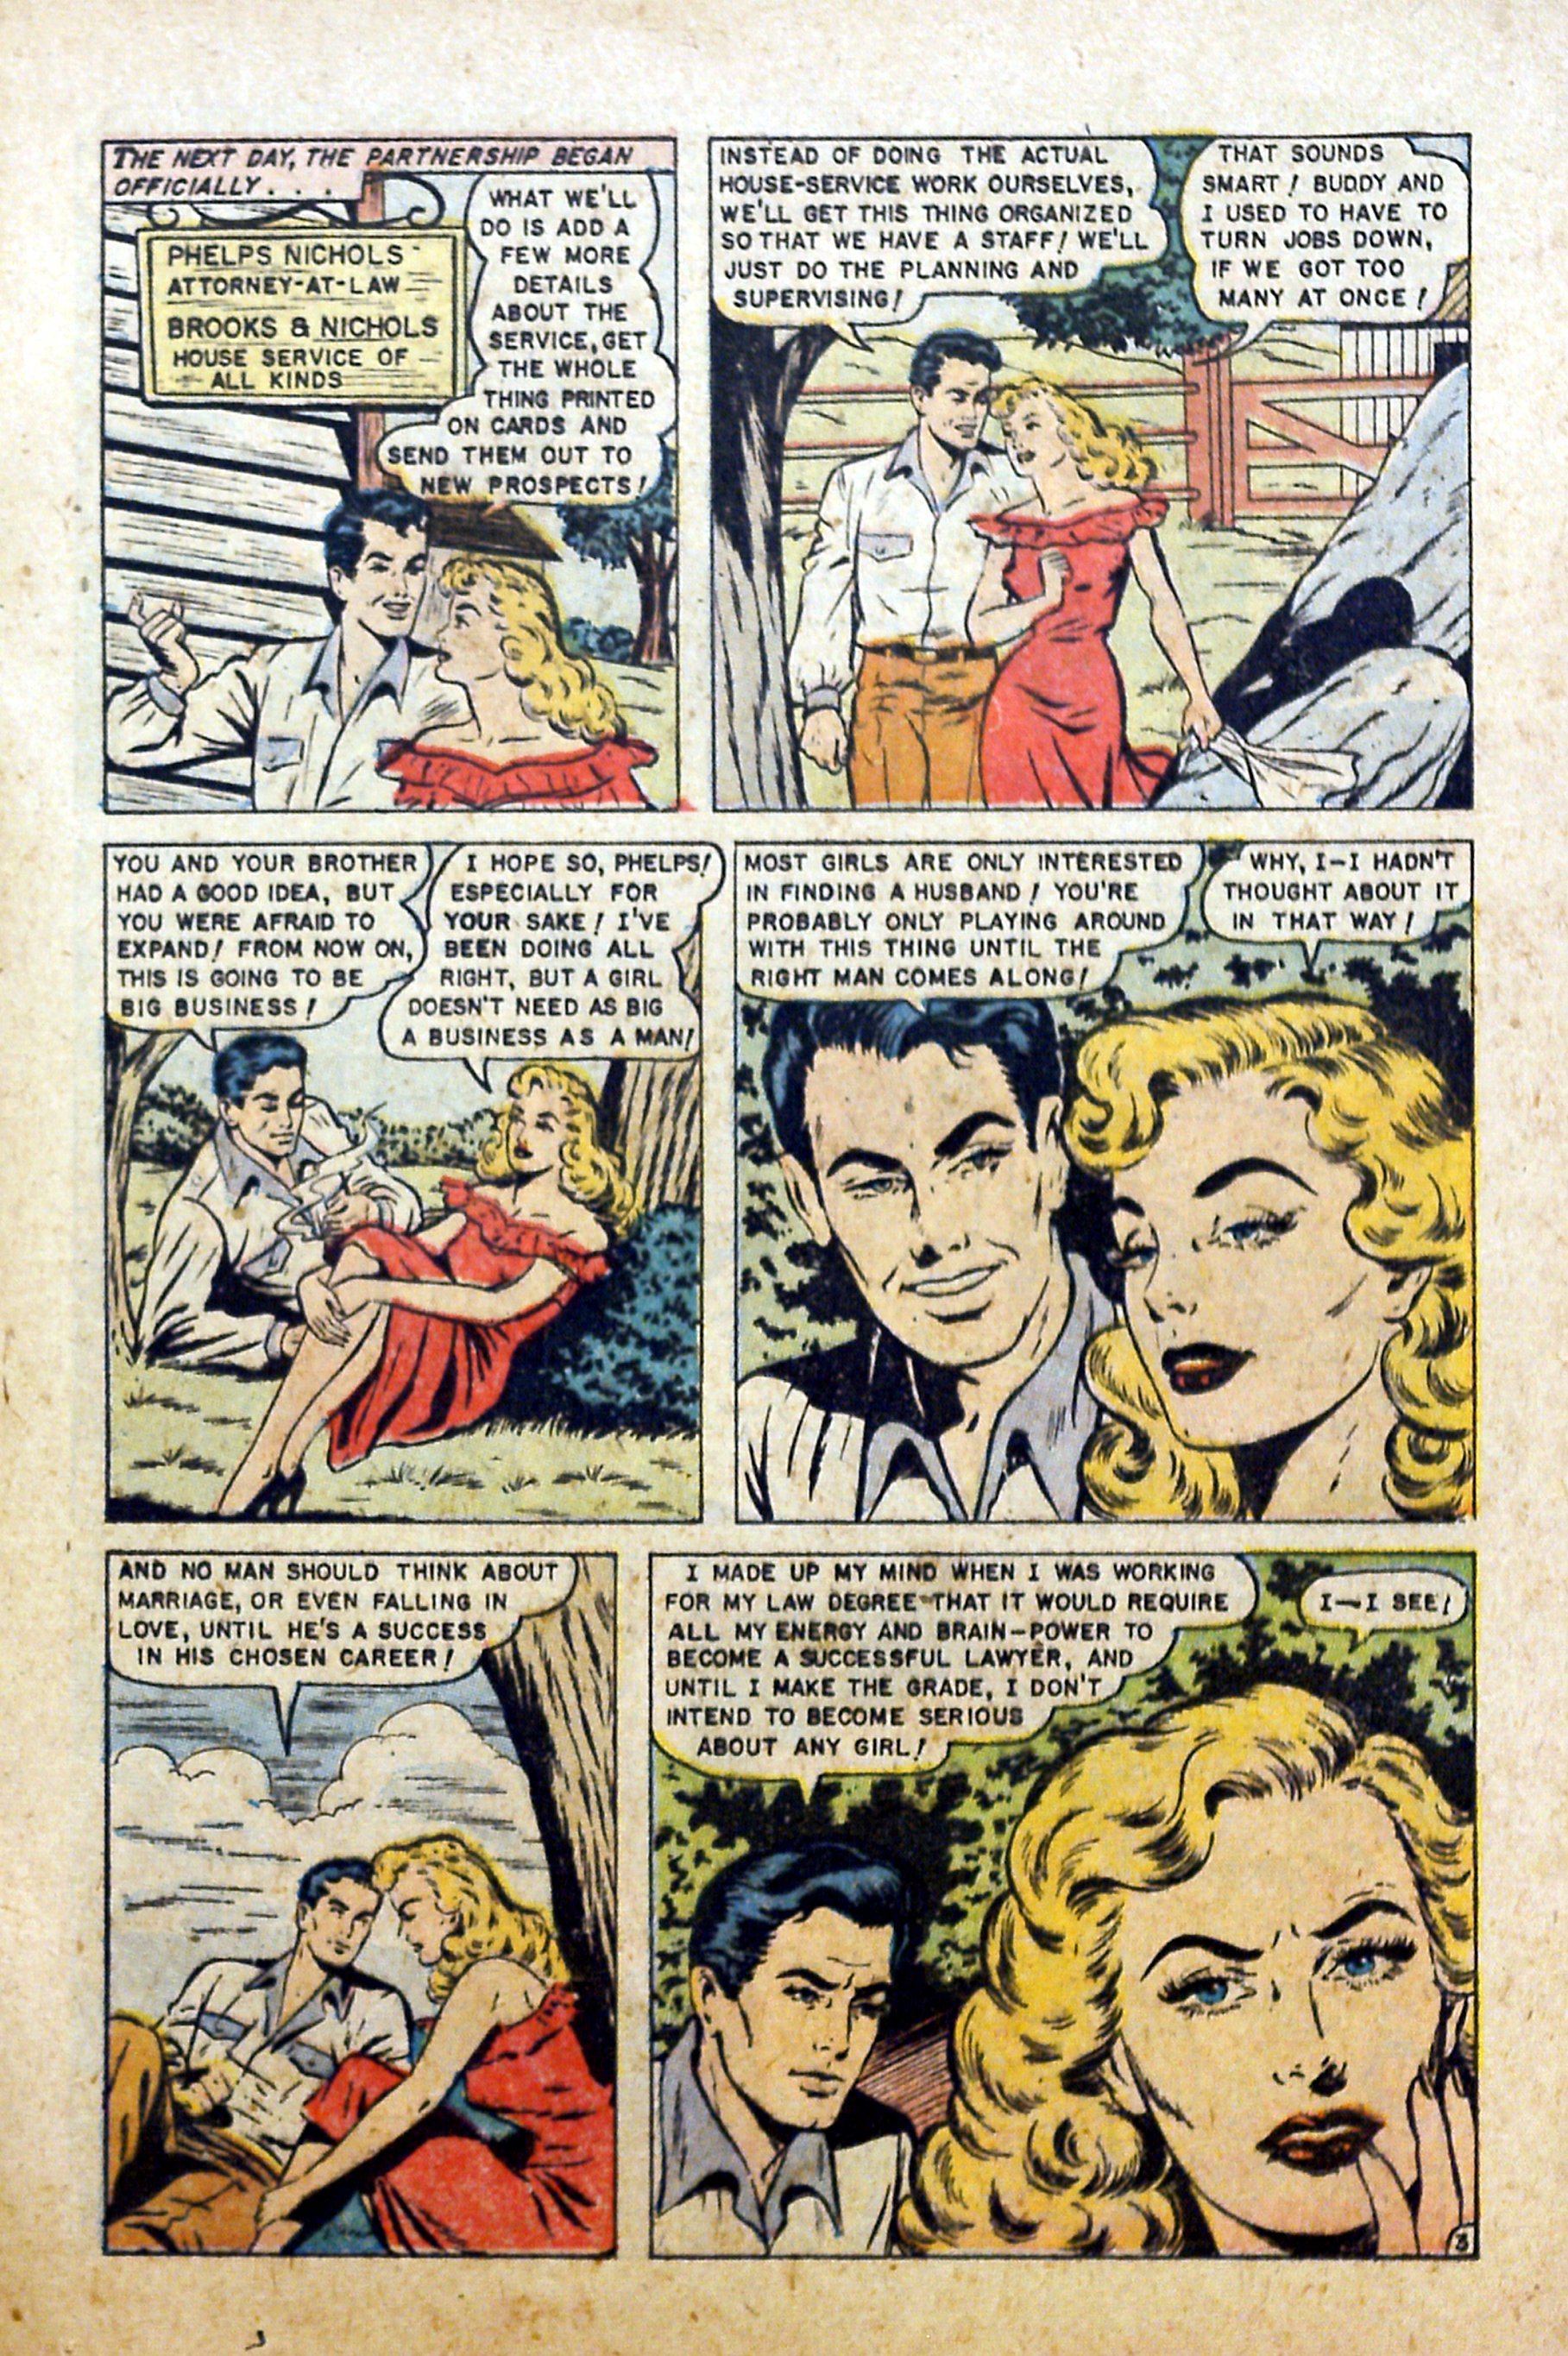 THE NEXT DAY, THE PARTNERSHIP BEGAN
OFFICIALLY . . .
PHELPS NICHOLS -
ATTORNEY-AT-LAW
BROOKS & NICHOLS
HOUSE SERVICE OF
ALL KINDS
WHAT WE'LL
DO IS ADD A
FEW MORE
DETAILS
ABOUT THE
SERVICE, GET
THE WHOLE
THING PRINTED
ON CARDS AND
SEND THEM OUT TO
NEW PROSPECTS!
INSTEAD OF DOING THE ACTUAL
HOUSE-SERVICE WORK OURSELVES,
WE'LL GET THIS THING ORGANIZED
SO THAT WE HAVE A STAFF! WE'LL
JUST DO THE PLANNING AND
SUPERVISING!
THAT SOUNDS
SMART! BUDDY AND
I USED TO HAVE TO
TURN JOBS DOWN,
IF WE GOT TOO
MANY AT ONCE!
YOU AND YOUR BROTHER
HAD A GOOD IDEA, BUT
YOU WERE AFRAID TO
EXPAND! FROM NOW ON,
THIS IS GOING TO BE
BIG BUSINESS!
I HOPE SO, PHELPS!
ESPECIALLY FOR
YOUR SAKE! I'VE
BEEN DOING ALL
RIGHT, BUT A GIRL
DOESN'T NEED AS BIG
A BUSINESS AS A MAN!
MOST GIRLS ARE ONLY INTERESTED
IN FINDING A HUSBAND! YOU'RE
PROBABLY ONLY PLAYING AROUND
WITH THIS THING UNTIL THE
RIGHT MAN COMES ALONG!
WHY, I-I HADN'T
THOUGHT ABOUT IT
IN THAT WAY!
AND NO MAN SHOULD THINK ABOUT
MARRIAGE, OR EVEN FALLING IN
LOVE, UNTIL HE'S A SUCCESS
IN HIS CHOSEN CAREER!
I MADE UP MY MIND WHEN I WAS WORKING
FOR MY LAW DEGREE THAT IT WOULD REQUIRE
ALL MY ENERGY AND BRAIN-POWER TO
BECOME A SUCCESSFUL LAWYER, AND
UNTIL I MAKE THE GRADE, I DON'T
INTEND TO BECOME SERIOUS
ABOUT ANY GIRL!
I-I SEE!
3